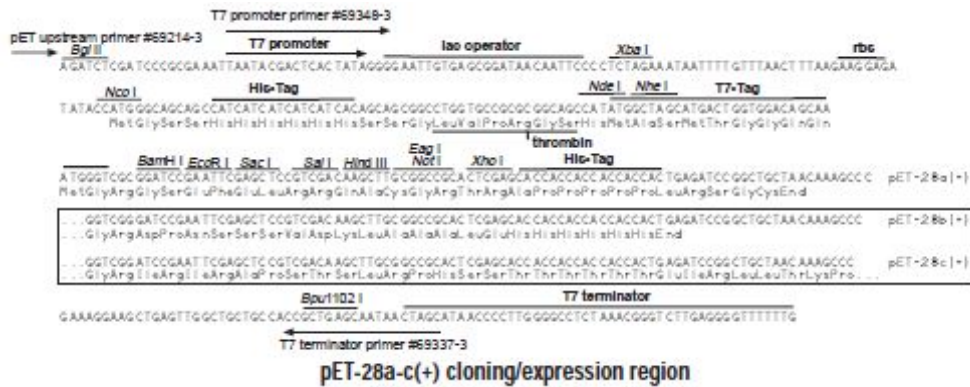 T7 promoter primer #69348-3
pET upstream primer #69214-3
Bgl II
T7 promoter
lac operator
Xba I
rbs
AGATCTCGATCCCGCGAAATTAATACGACTCACTATAGGGGAATTGTGAGCGGATAACAATTCCCCTCTAGAAATAATTTTGTTTAACTTTAAGAAGGAGA
Nco I
His•Tag
Nde I
Nhe I
T7•Tag
TATACCATGGGCAGCAGCCATCATCATCATCATCACAGCAGCGGCCTGGTGCCGCGCGGCAGCCATATGGCTAGCATGACTGGTGGACAGCAA
MetGlySerSerHisHisHisHisHisHisSerSerGlyLeuValProArgGlySerHisMetAlaSerMetThrGlyGlyGlnGln
thrombin
BamH I
EcoR I
Sac I
Sal I
Hind III
Eag I
Not I
Xho I
His•Tag
ATGGGTCGCGGATCCGAATTCGAGCTCCGTCGACAAGCTTGCGGCCGCACTCGAGCACCACCACCACCACCACTGAGATCCGGCTGCTAACAAAGCCC pET-28a(+)
MetGlyArgGlySerGluPheGluLeuArgArgGlnAlaCysGlyArgThrArgAlaProProProProProProLeuArgSerGlyCysEnd
...GGTCGGGATCCGAATTCGAGCTCCGTCGACAAGCTTGCGGCCGCACTCGAGCACCACCACCACCACCACTGAGATCCGGCTGCTAACAAAGCCC pET-28b(+)
...GlyArgAspProAsnSerSerSerValAspLysLeuAlaAlaAlaLeuGluHisHisHisHisHisHisEnd
...GGTCGGATCCGAATTCGAGCTCCGTCGACAAGCTTGCGGCCGCACTCGAGCACCACCACCACCACCACTGAGATCCGGCTGCTAACAAAGCCC pET-28c(+)
...GlyArgIleArgIleArgAlaProSerThrSerLeuArgProHisSerSerThrThrThrThrThrThrGluIleArgLeuLeuThrLysPro...
Bpu1102 I
T7 terminator
GAAAGGAAGCTGAGTTGGCTGCTGCCACCGCTGAGCAATAACTAGCATAACCCCTTGGGGCCTCTAAACGGGTCTTGAGGGGTTTTTTG
T7 terminator primer #69337-3
pET-28a-c(+) cloning/expression region